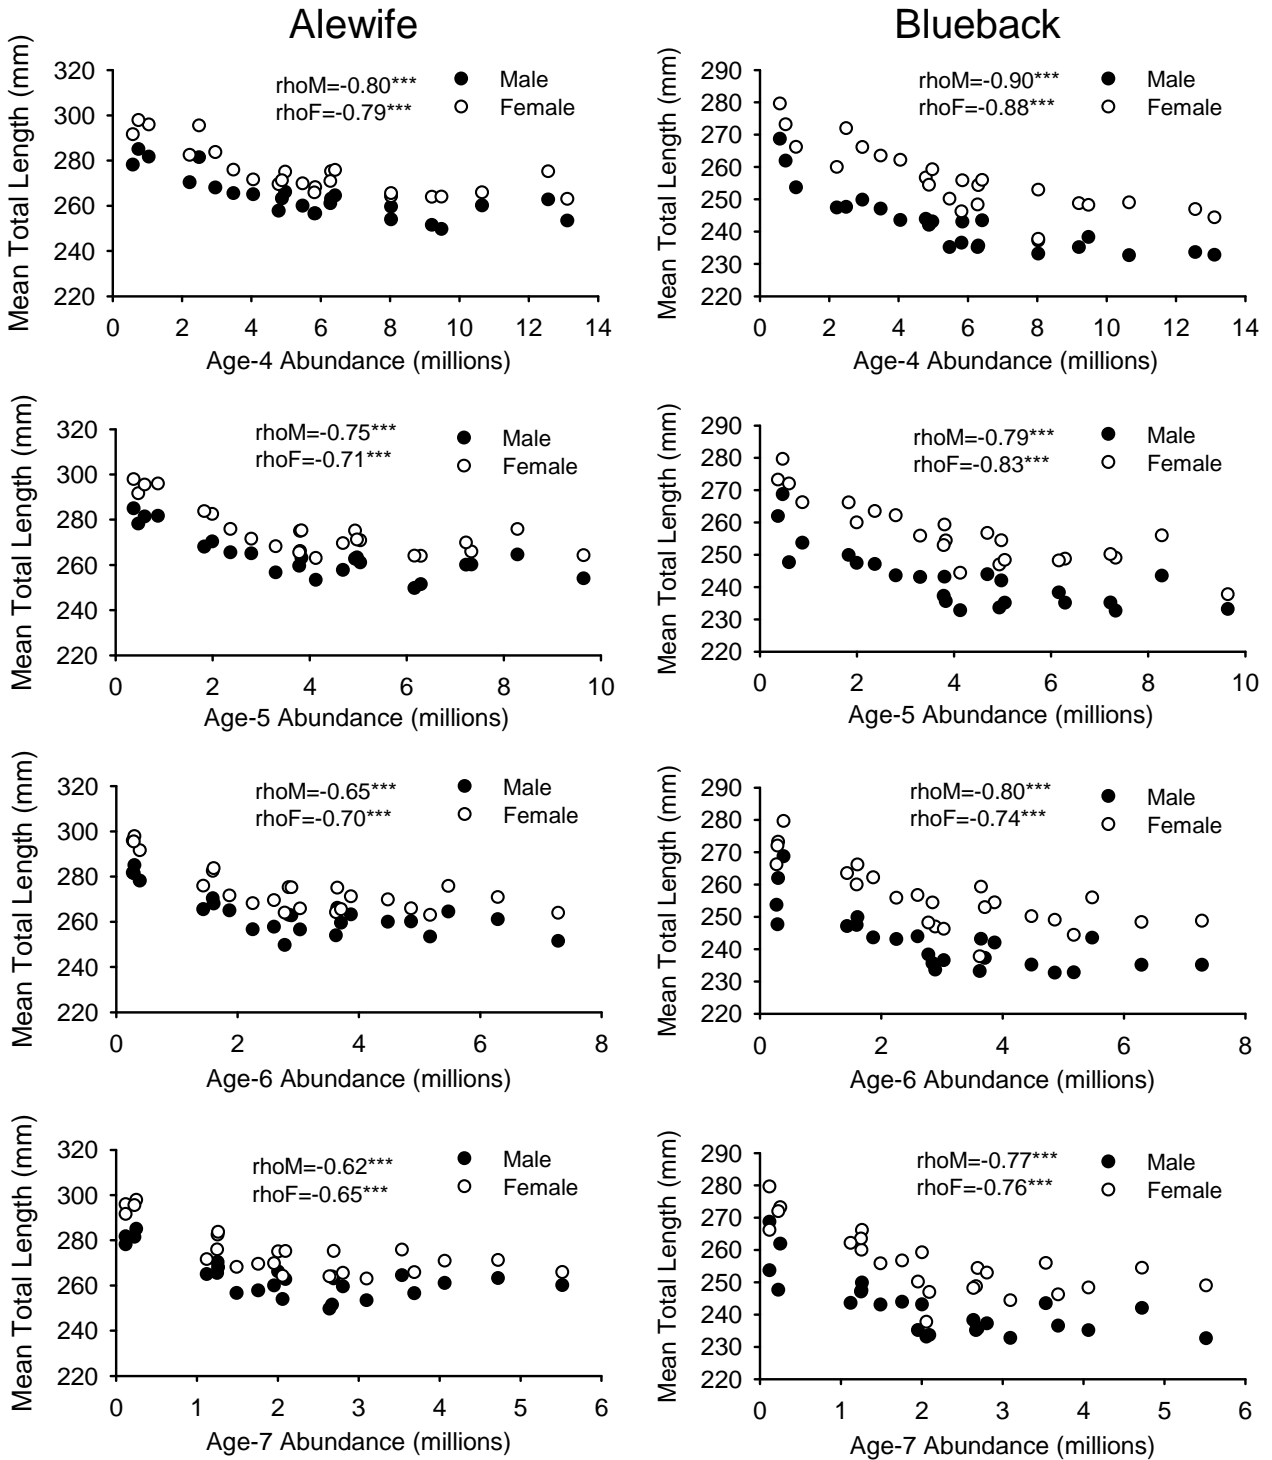 Alewife
Blueback
Mean Total Length (mm)
320
300
280
260
240
220
rhoM=-0.80***
rhoF=-0.79***
Male
Female
0 2 4 6 8 10 12 14
Age-4 Abundance (millions)
Mean Total Length (mm)
290
280
270
260
250
240
230
220
rhoM=-0.90***
rhoF=-0.88***
Male
Female
0 2 4 6 8 10 12 14
Age-4 Abundance (millions)
Mean Total Length (mm)
320
300
280
260
240
220
rhoM=-0.75***
rhoF=-0.71***
Male
Female
0 2 4 6 8 10
Age-5 Abundance (millions)
Mean Total Length (mm)
290
280
270
260
250
240
230
220
rhoM=-0.79***
rhoF=-0.83***
Male
Female
0 2 4 6 8 10
Age-5 Abundance (millions)
Mean Total Length (mm)
320
300
280
260
240
220
rhoM=-0.65***
rhoF=-0.70***
Male
Female
0 2 4 6 8
Age-6 Abundance (millions)
Mean Total Length (mm)
290
280
270
260
250
240
230
220
rhoM=-0.80***
rhoF=-0.74***
Male
Female
0 2 4 6 8
Age-6 Abundance (millions)
Mean Total Length (mm)
320
300
280
260
240
220
rhoM=-0.62***
rhoF=-0.65***
Male
Female
0 1 2 3 4 5 6
Age-7 Abundance (millions)
Mean Total Length (mm)
290
280
270
260
250
240
230
220
rhoM=-0.77***
rhoF=-0.76***
Male
Female
0 1 2 3 4 5 6
Age-7 Abundance (millions)